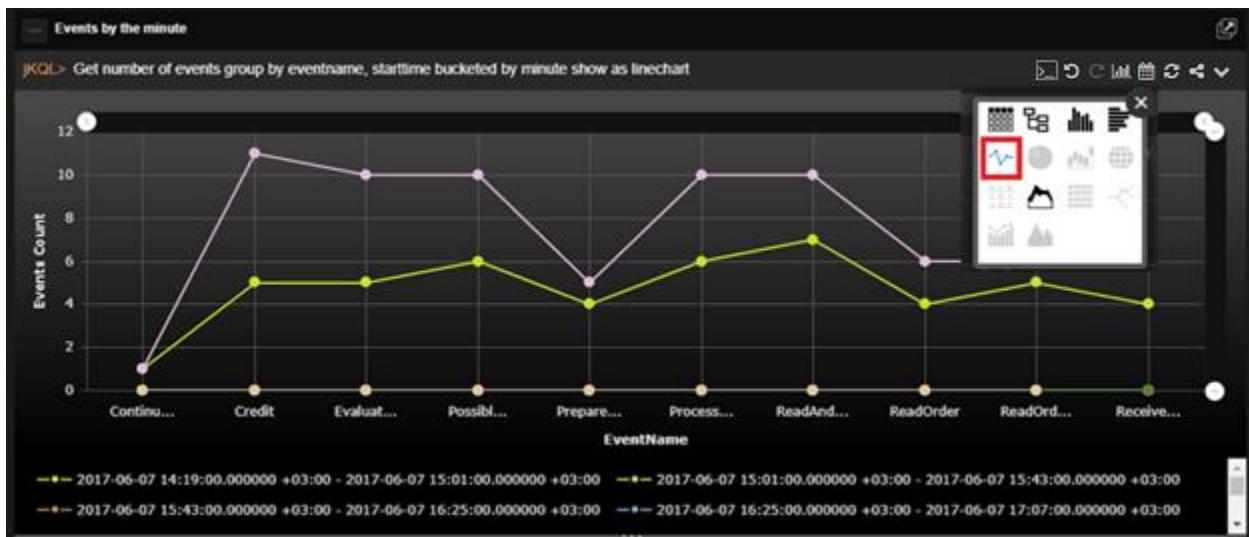 Events by the minute
jKQL> Get number of events group by eventname, starttime bucketed by minute show as linechart
12
10
8
6
4
2
0
Events Count
Continu... Credit Evaluat... Possibl... Prepare... Process... ReadAnd... ReadOrder ReadOrd... Receive...
EventName
2017-06-07 14:19:00.000000 +03:00 - 2017-06-07 15:01:00.000000 +03:00 2017-06-07 15:01:00.000000 +03:00 - 2017-06-07 15:43:00.000000 +03:00
2017-06-07 15:43:00.000000 +03:00 - 2017-06-07 16:25:00.000000 +03:00 2017-06-07 16:25:00.000000 +03:00 - 2017-06-07 17:07:00.000000 +03:00